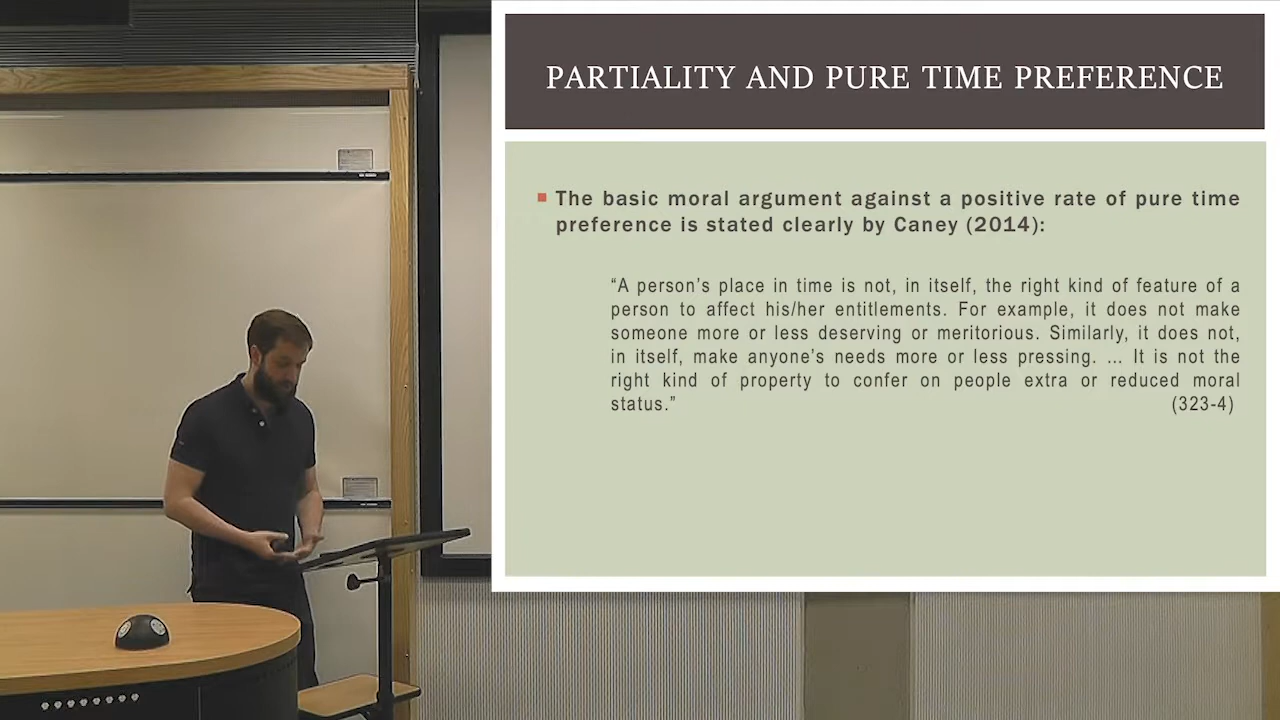 PARTIALITY AND PURE TIME PREFERENCE
The basic moral argument against a positive rate of pure time
preference is stated clearly by Caney (2014):
“A person’s place in time is not, in itself, the right kind of feature of a
person to affect his/her entitlements. For example, it does not make
someone more or less deserving or meritorious. Similarly, it does not,
in itself, make anyone’s needs more or less pressing. … It is not the
right kind of property to confer on people extra or reduced moral
status.” (323-4)